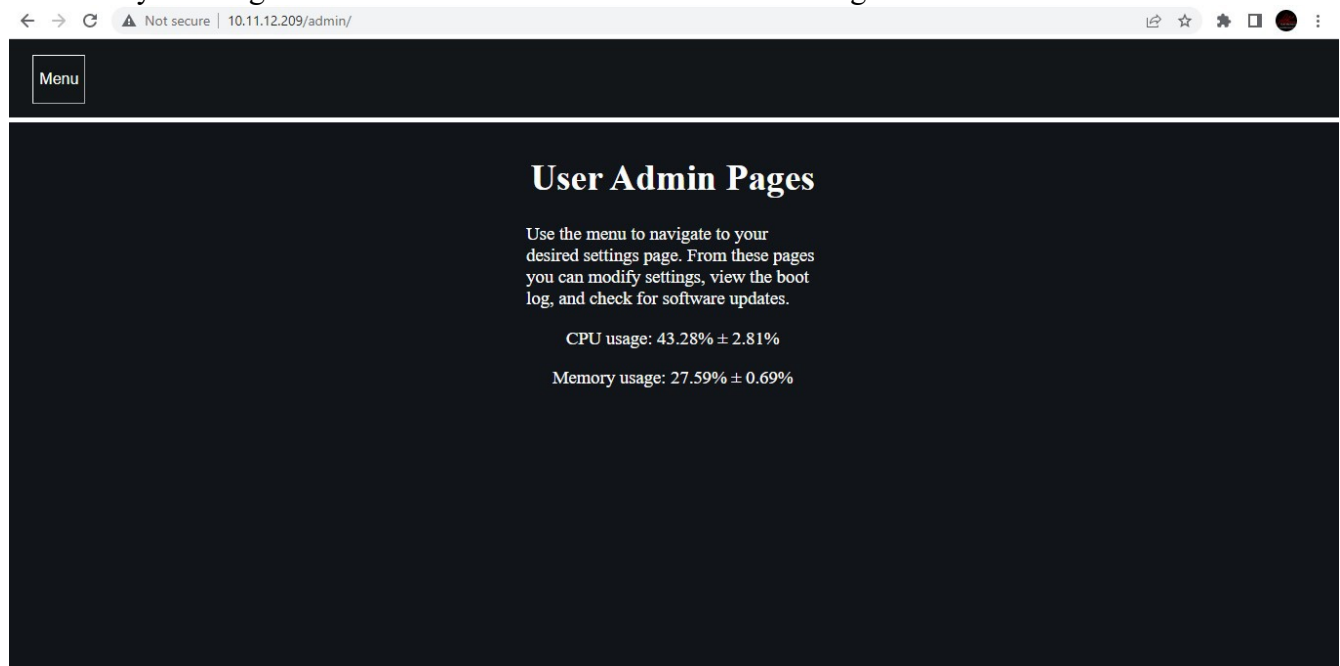 Not secure | 10.11.12.209/admin/
Menu
User Admin Pages
Use the menu to navigate to your
desired settings page. From these pages
you can modify settings, view the boot
log, and check for software updates.
CPU usage: 43.28% ± 2.81%
Memory usage: 27.59% ± 0.69%